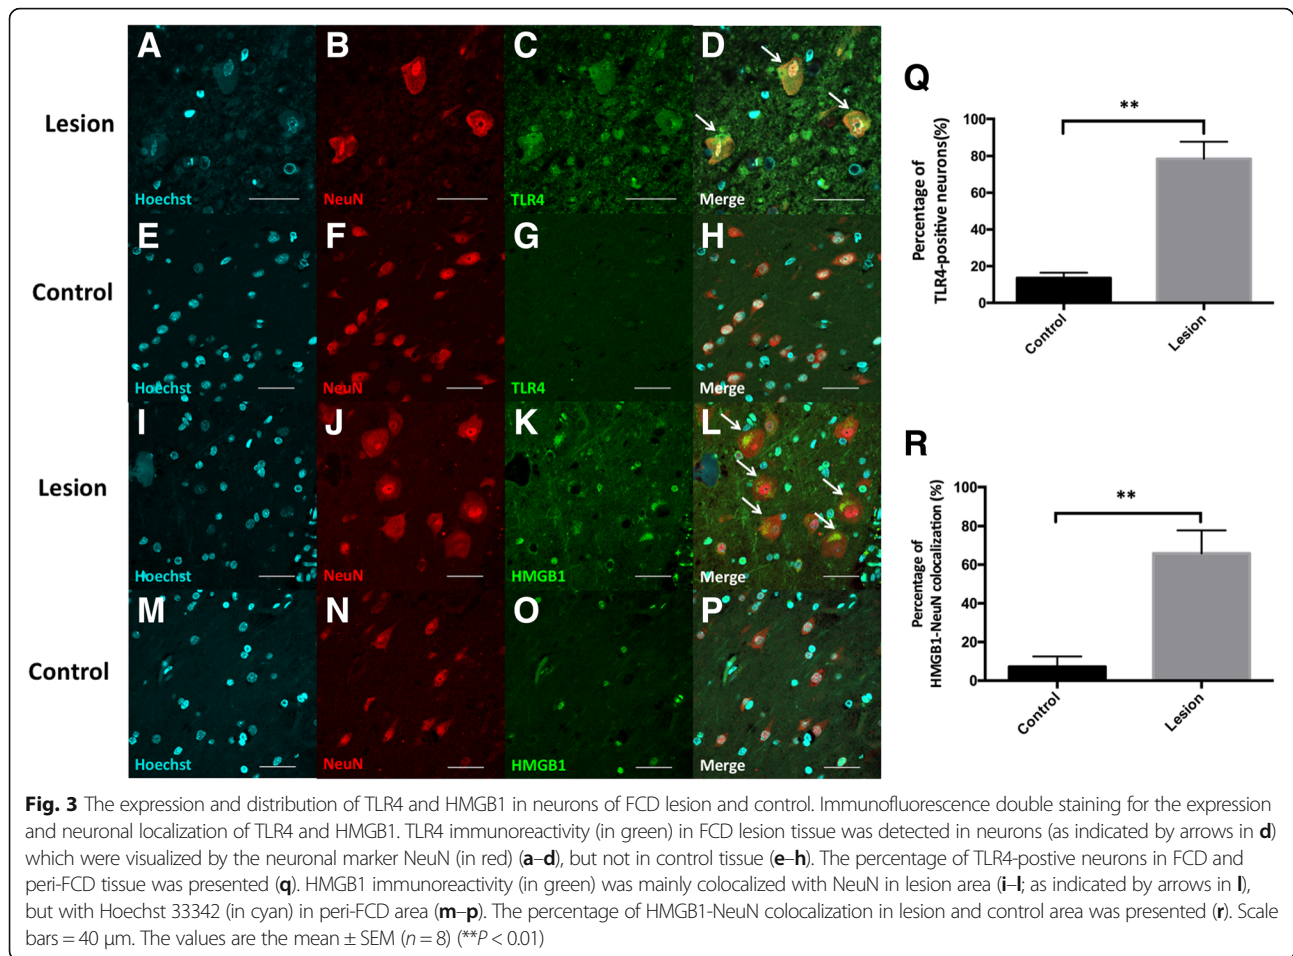 A B C D
Lesion
Hoechst NeuN TLR4 Merge
E F G H
Control
Hoechst NeuN TLR4 Merge
I J K L
Lesion
Hoechst NeuN HMGB1 Merge
M N O P
Control
Hoechst NeuN HMGB1 Merge
Q
**
Percentage of
TLR4-positive neurons(%)
100
80
60
40
20
0
Control
Lesion
R
**
Percentage of
HMGB1-NeuN colocalization (%)
100
80
60
40
20
0
Control
Lesion
Fig. 3 The expression and distribution of TLR4 and HMGB1 in neurons of FCD lesion and control. Immunofluorescence double staining for the expression
and neuronal localization of TLR4 and HMGB1. TLR4 immunoreactivity (in green) in FCD lesion tissue was detected in neurons (as indicated by arrows in d)
which were visualized by the neuronal marker NeuN (in red) (a–d), but not in control tissue (e–h). The percentage of TLR4-postive neurons in FCD and
peri-FCD tissue was presented (q). HMGB1 immunoreactivity (in green) was mainly colocalized with NeuN in lesion area (i–l; as indicated by arrows in l),
but with Hoechst 33342 (in cyan) in peri-FCD area (m–p). The percentage of HMGB1-NeuN colocalization in lesion and control area was presented (r). Scale
bars = 40 μm. The values are the mean ± SEM (n = 8) (**P < 0.01)